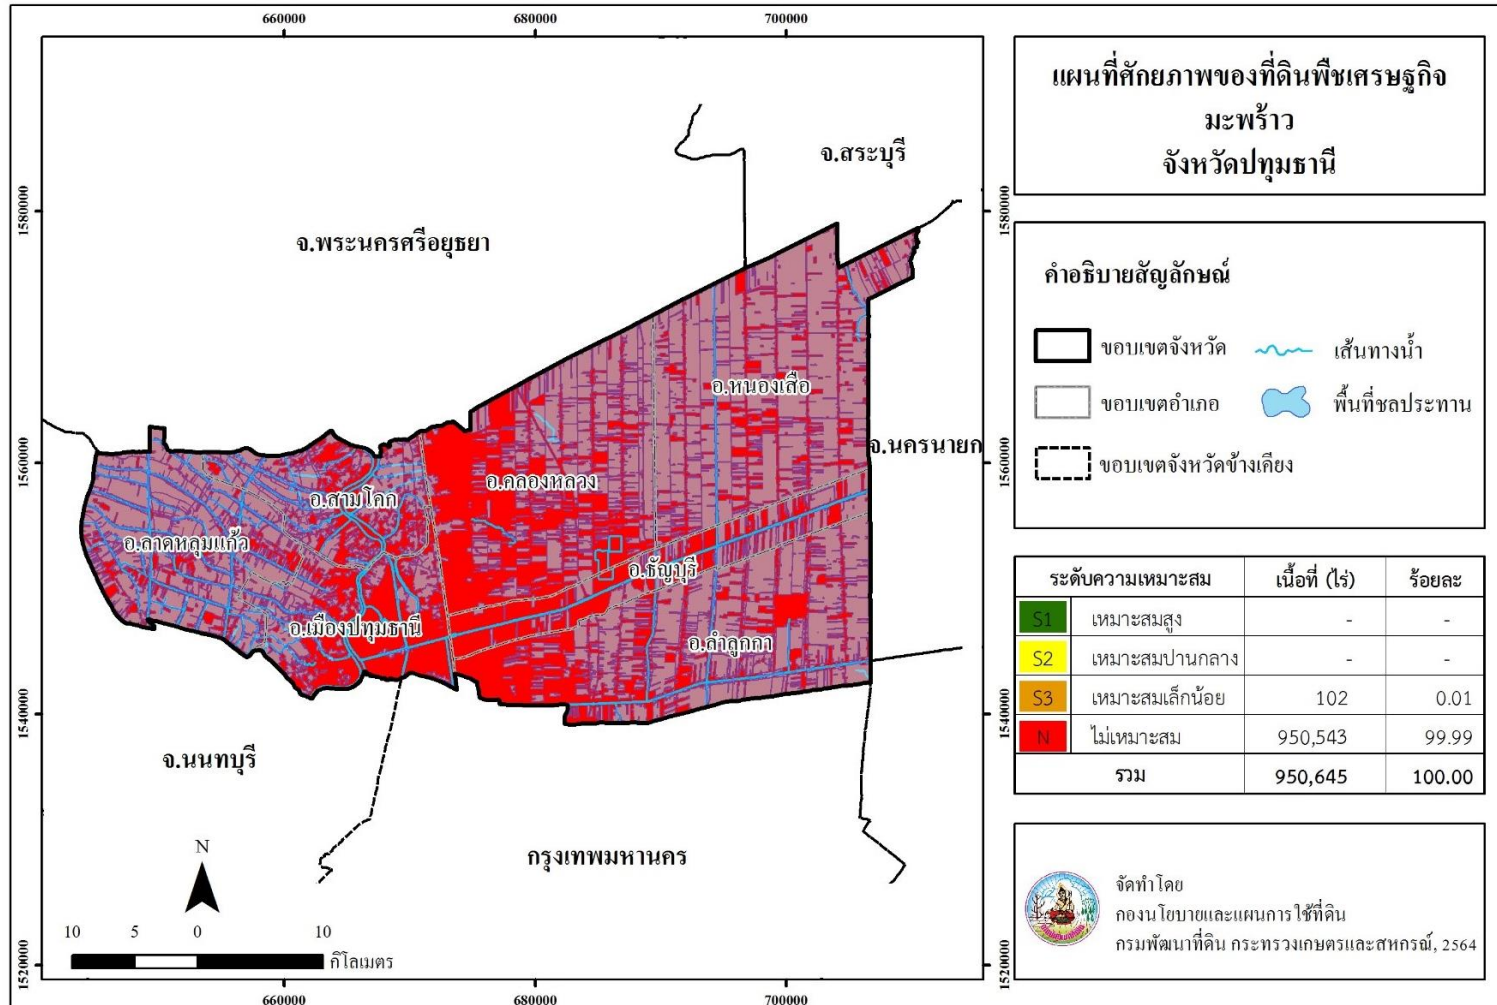 660000
680000
700000
แผนที่ศักยภาพของที่ดินพืชเศรษฐกิจ
มะพร้าว
จังหวัดปทุมธานี
จ.สระบุรี
1580000
1580000
จ.พระนครศรีอยุธยา
คำอธิบายสัญลักษณ์
ขอบเขตจังหวัด
เส้นทางน้ำ
อ.หนองเสือ
ขอบเขตอำเภอ
พื้นที่ชลประทาน
จ.นครนายก
1560000
1560000
ขอบเขตจังหวัดข้างเคียง
อ.คลองหลวง
อ.สามโคก
อ.ลาดหลุมแก้ว
อ.ธัญบุรี
อ.เมืองปทุมธานี
อ.ลำลูกกา
ระดับความเหมาะสม เนื้อที่ (ไร่) ร้อยละ
S1 เหมาะสมสูง - -
S2 เหมาะสมปานกลาง - -
S3 เหมาะสมเล็กน้อย 102 0.01
N ไม่เหมาะสม 950,543 99.99
รวม 950,645 100.00
1540000
1540000
จ.นนทบุรี
กรุงเทพมหานคร
N
10 5 0 10
กิโลเมตร
จัดทำโดย
กองนโยบายและแผนการใช้ที่ดิน
กรมพัฒนาที่ดิน กระทรวงเกษตรและสหกรณ์, 2564
1520000
1520000
660000
680000
700000